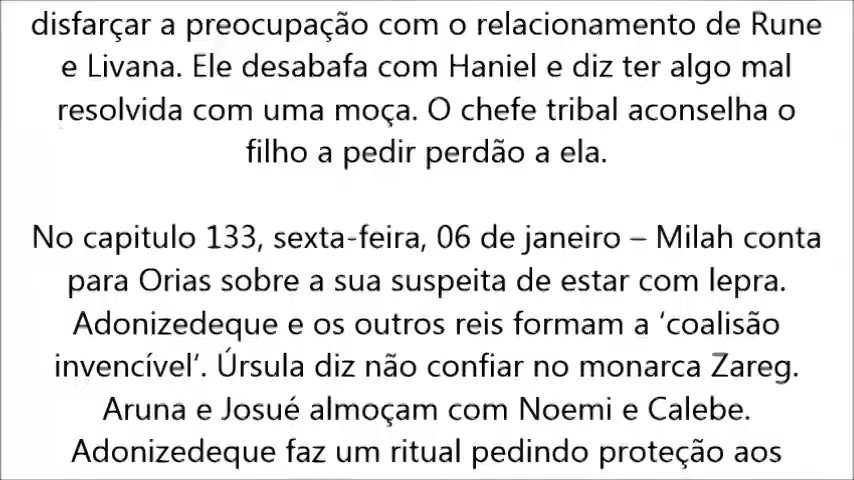 disfarçar a preocupação com o relacionamento de Rune
e Livana. Ele desabafa com Haniel e diz ter algo mal
resolvida com uma moça. O chefe tribal aconselha o
filho a pedir perdão a ela.
No capitulo 133, sexta-feira, 06 de janeiro – Milah conta
para Orias sobre a sua suspeita de estar com lepra.
Adonizedeque e os outros reis formam a ‘coalisão
invencível’. Úrsula diz não confiar no monarca Zareg.
Aruna e Josué almoçam com Noemi e Calebe.
Adonizedeque faz um ritual pedindo proteção aos